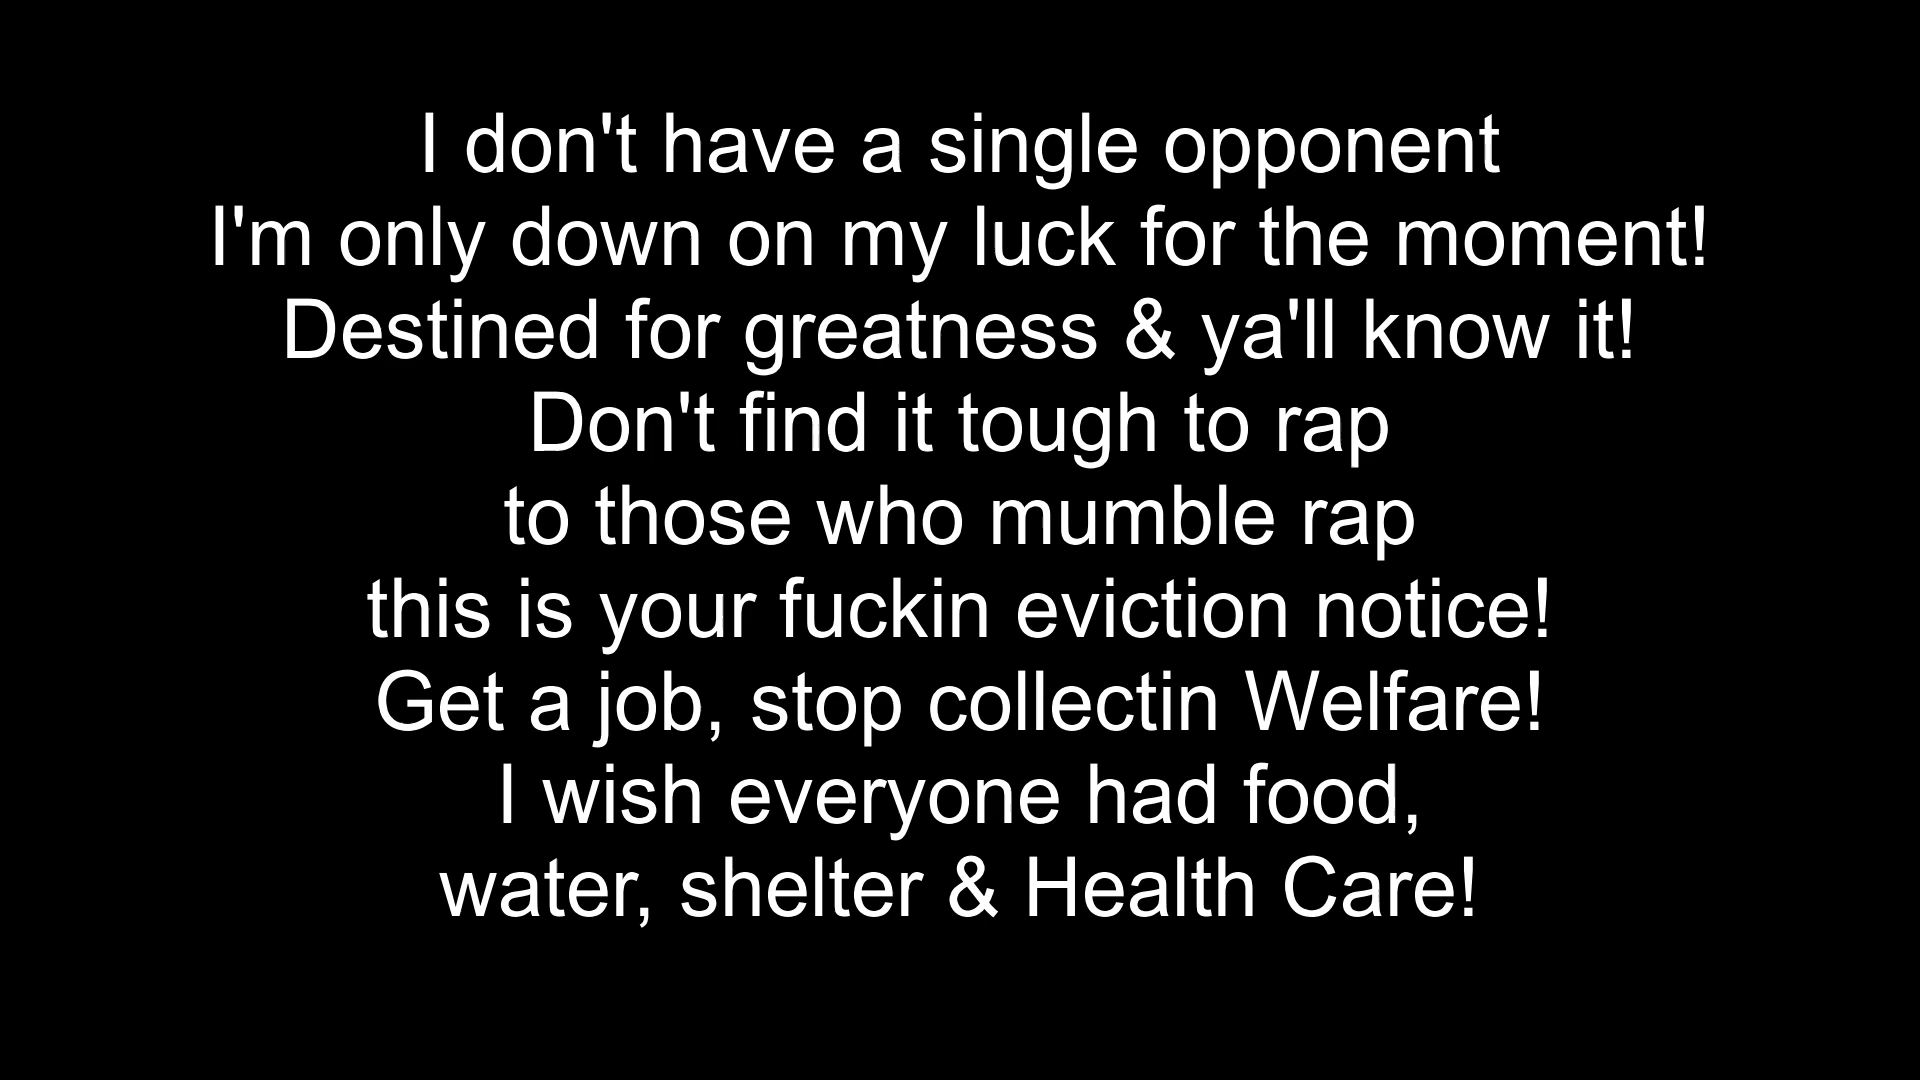 I don't have a single opponent
I'm only down on my luck for the moment!
Destined for greatness & ya'll know it!
Don't find it tough to rap
to those who mumble rap
this is your fuckin eviction notice!
Get a job, stop collectin Welfare!
I wish everyone had food,
water, shelter & Health Care!